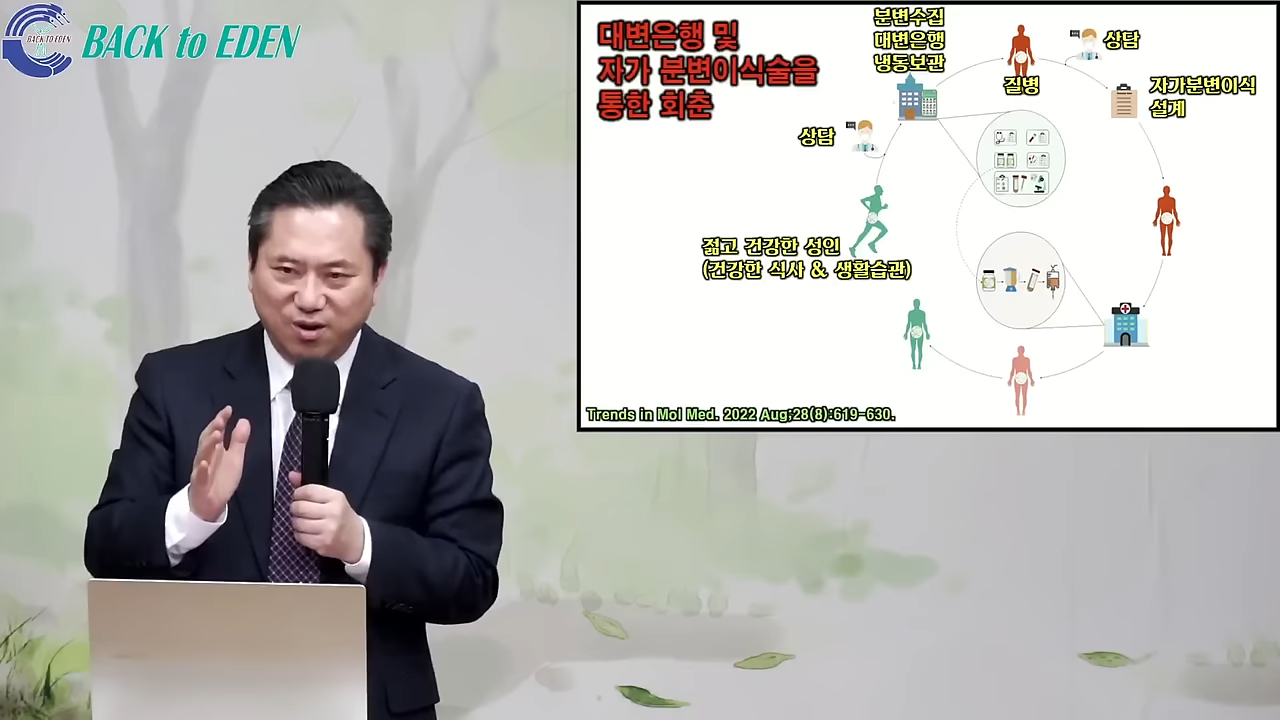 BACK TO EDEN
BACK to EDEN
대변은행 및
자가 분변이식술을
통한 회춘
분변수집
대변은행
냉동보관
질병
상담
자가분변이식
설계
상담
젊고 건강한 성인
(건강한 식사 & 생활습관)
Trends in Mol Med. 2022 Aug;28(8):619-630.